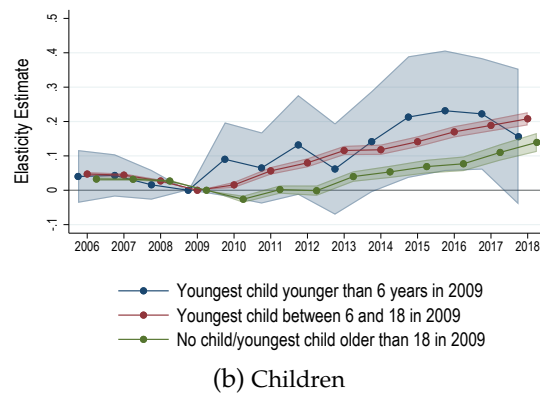 .5
.4
.3
.2
.1
0
-.1
Elasticity Estimate
2006 2007 2008 2009 2010 2011 2012 2013 2014 2015 2016 2017 2018
Youngest child younger than 6 years in 2009
Youngest child between 6 and 18 in 2009
No child/youngest child older than 18 in 2009
(b) Children